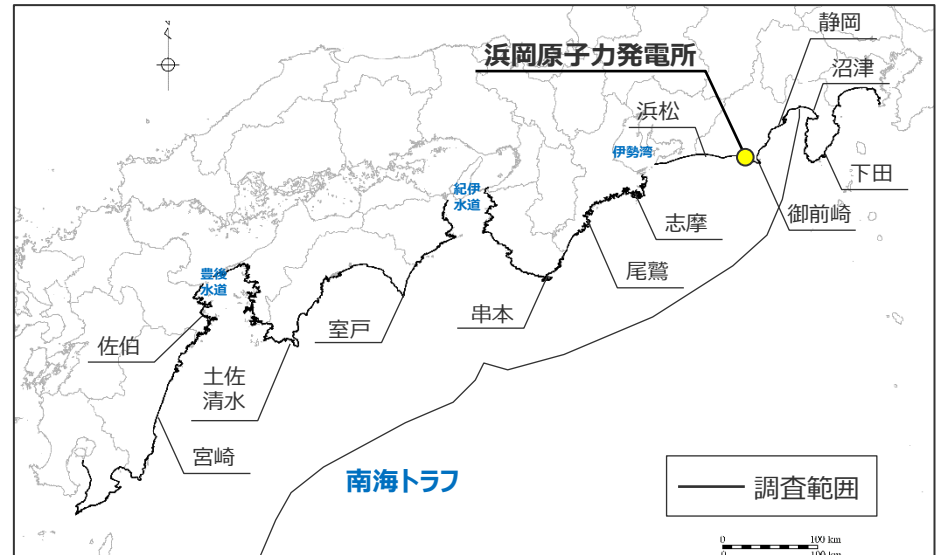 静岡
浜岡原子力発電所
沼津
浜松
伊勢湾
下田
紀伊
水道
志摩
御前崎
尾鷲
豊後
水道
串本
室戸
佐伯
土佐
清水
宮崎
南海トラフ
調査範囲
0 100 km
0 100 km